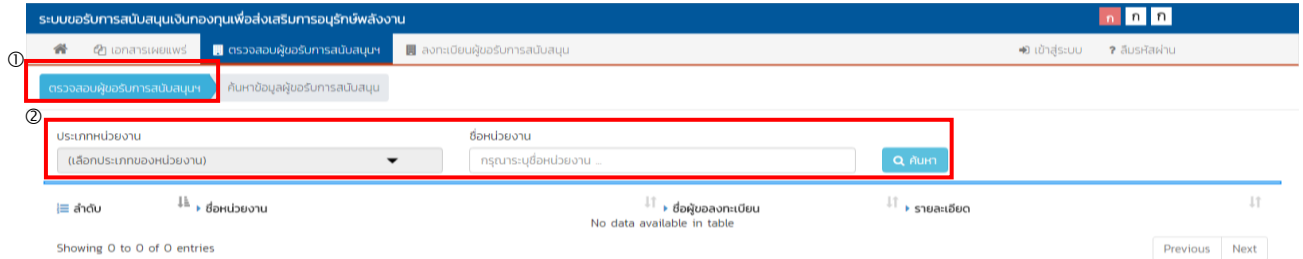 ระบบขอรับการสนับสนุนเงินกองทุนเพื่อส่งเสริมการอนุรักษ์พลังงาน ก ก ก
เอกสารเผยแพร่ ตรวจสอบผู้ขอรับการสนับสนุนฯ ลงทะเบียนผู้ขอรับการสนับสนุน เข้าสู่ระบบ ? ลืมรหัสผ่าน
①
ตรวจสอบผู้ขอรับการสนับสนุนฯ ค้นหาข้อมูลผู้ขอรับการสนับสนุน
②
ประเภทหน่วยงาน ชื่อหน่วยงาน
(เลือกประเภทของหน่วยงาน) กรุณาระบุชื่อหน่วยงาน .. ค้นหา
ลำดับ ชื่อหน่วยงาน ชื่อผู้ขอลงทะเบียน รายละเอียด
No data available in table
Showing 0 to 0 of 0 entries Previous Next